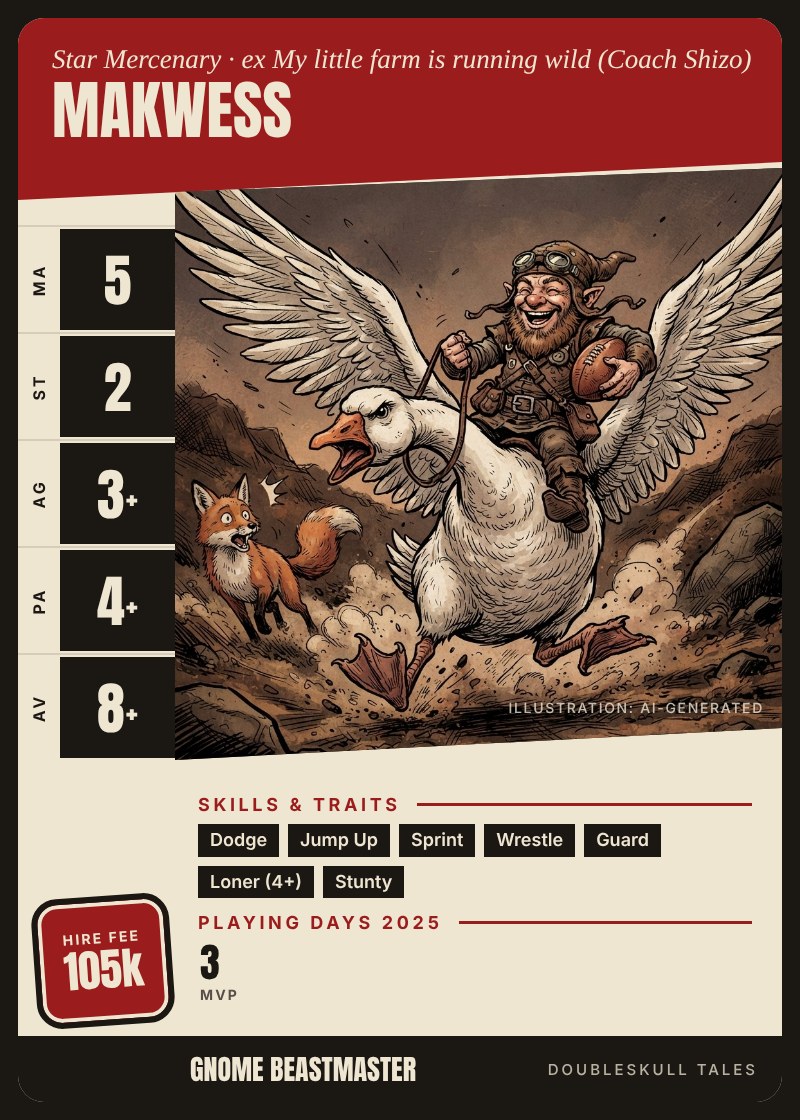 Star Mercenary · ex My little farm is running wild (Coach Shizo)
MAKWESS
MA
5
ST
2
AG
3+
PA
4+
AV
8+
ILLUSTRATION: AI-GENERATED
SKILLS & TRAITS
Dodge Jump Up Sprint Wrestle Guard
Loner (4+) Stunty
PLAYING DAYS 2025
3
MVP
HIRE FEE
105k
GNOME BEASTMASTER
DOUBLESKULL TALES